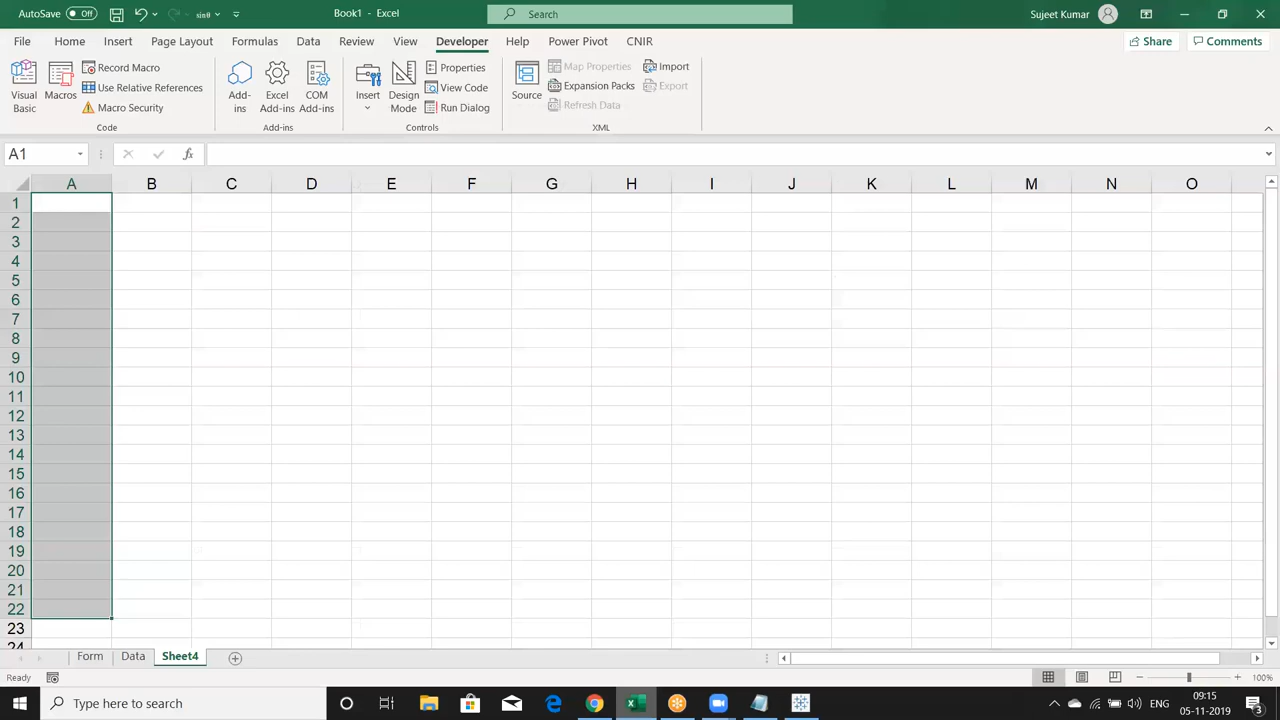 AutoSave Off sin# Book1 - Excel Search Sujeet Kumar
File Home Insert Page Layout Formulas Data Review View Developer Help Power Pivot CNIR Share Comments
Visual Basic
Macros
Record Macro
Use Relative References
Macro Security
Code
Add-ins
Excel Add-ins
COM Add-ins
Add-ins
Insert
Design Mode
Properties
View Code
Run Dialog
Controls
Source
Map Properties
Expansion Packs
Refresh Data
Import
Export
XML
A1 fx
A B C D E F G H I J K L M N O
1
2
3
4
5
6
7
8
9
10
11
12
13
14
15
16
17
18
19
20
21
22
23
24
Form Data Sheet4
Ready 100%
Type here to search
ENG
09:15
05-11-2019
3